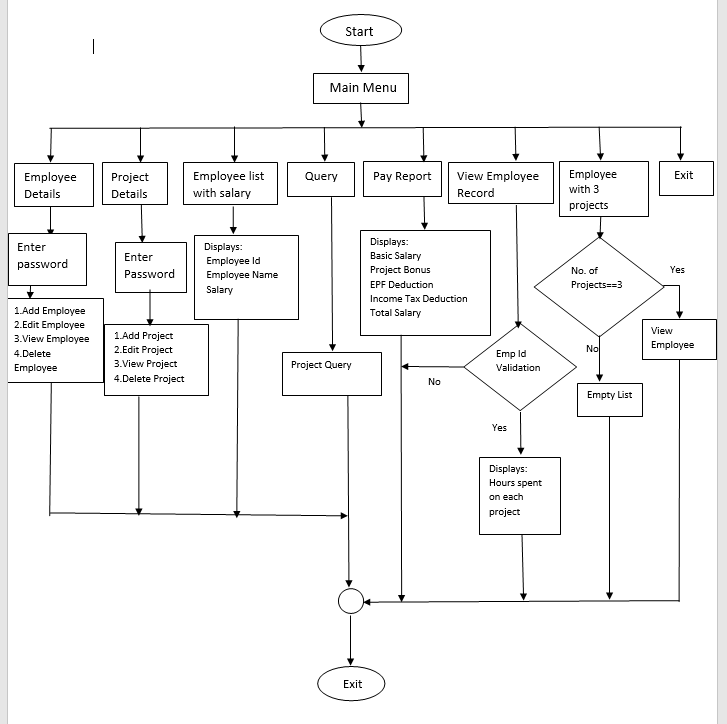 Start
Main Menu
Employee
Details
Project
Details
Employee list
with salary
Query
Pay Report
View Employee
Record
Employee
with 3
projects
Exit
Enter
password
Enter
Password
Displays:
Employee Id
Employee Name
Salary
Displays:
Basic Salary
Project Bonus
EPF Deduction
Income Tax Deduction
Total Salary
No. of
Projects==3
Yes
1.Add Employee
2.Edit Employee
3.View Employee
4.Delete
Employee
1.Add Project
2.Edit Project
3.View Project
4.Delete Project
Project Query
Emp Id
Validation
No
No
View
Employee
Empty List
Yes
Displays:
Hours spent
on each
project
Exit